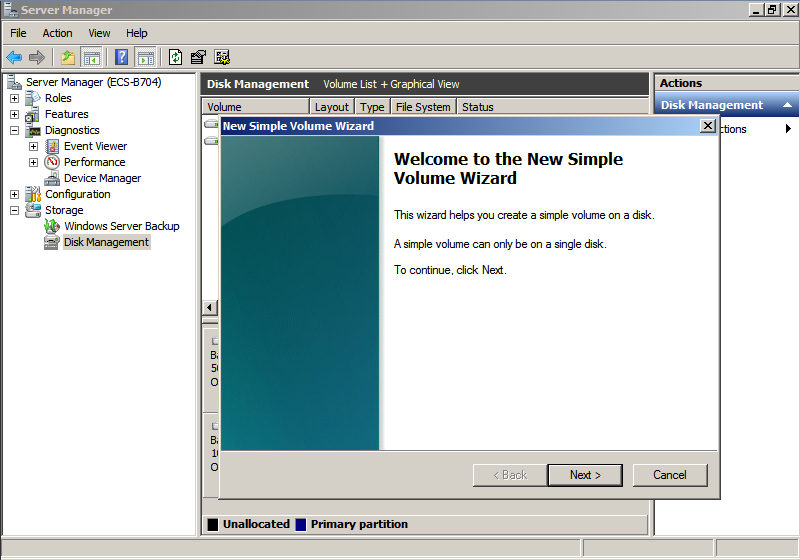 Server Manager
File Action View Help
Server Manager (ECS-B704)
Roles
Features
Diagnostics
Event Viewer
Performance
Device Manager
Configuration
Storage
Windows Server Backup
Disk Management
Disk Management Volume List + Graphical View
Volume Layout Type File System Status
New Simple Volume Wizard
Welcome to the New Simple
Volume Wizard
This wizard helps you create a simple volume on a disk.
A simple volume can only be on a single disk.
To continue, click Next.
< Back Next > Cancel
Ba
Ba
Unallocated Primary partition
Actions
Disk Management
ctions